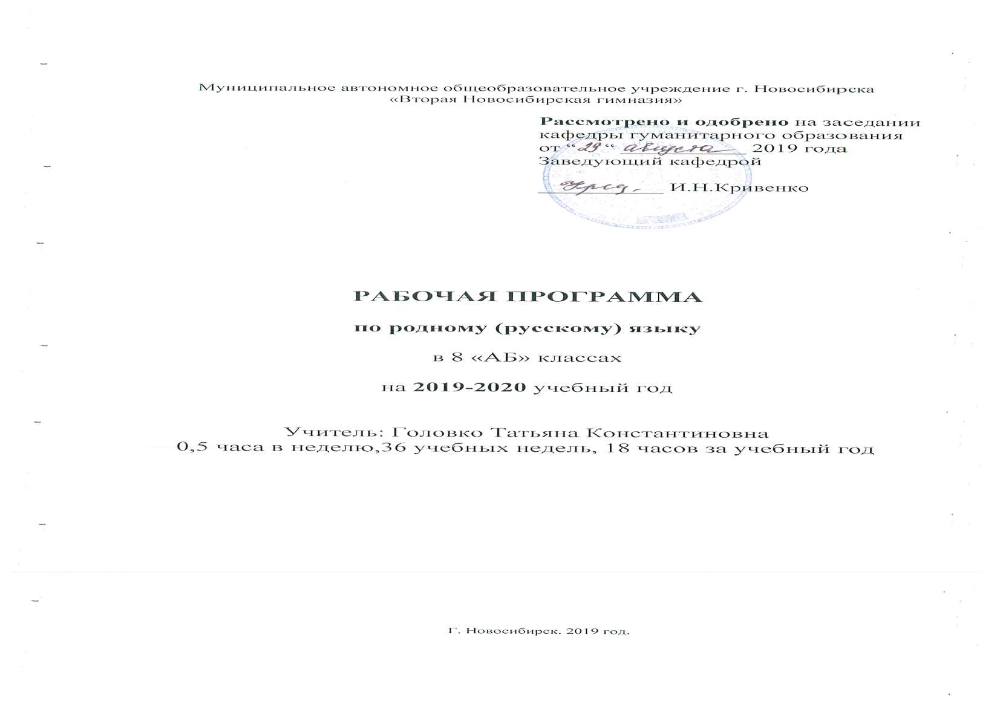 Муниципальное автономное общеобразовательное учреждение г. Новосибирска
«Вторая Новосибирская гимназия»
Рассмотрено и одобрено на заседании
кафедры гуманитарного образования
от “29“ августа 2019 года
Заведующий кафедрой
И.Н.Кривенко
РАБОЧАЯ ПРОГРАММА
по родному (русскому) языку
в 8 «АБ» классах
на 2019-2020 учебный год
Учитель: Головко Татьяна Константиновна
0,5 часа в неделю,36 учебных недель, 18 часов за учебный год
Г. Новосибирск. 2019 год.